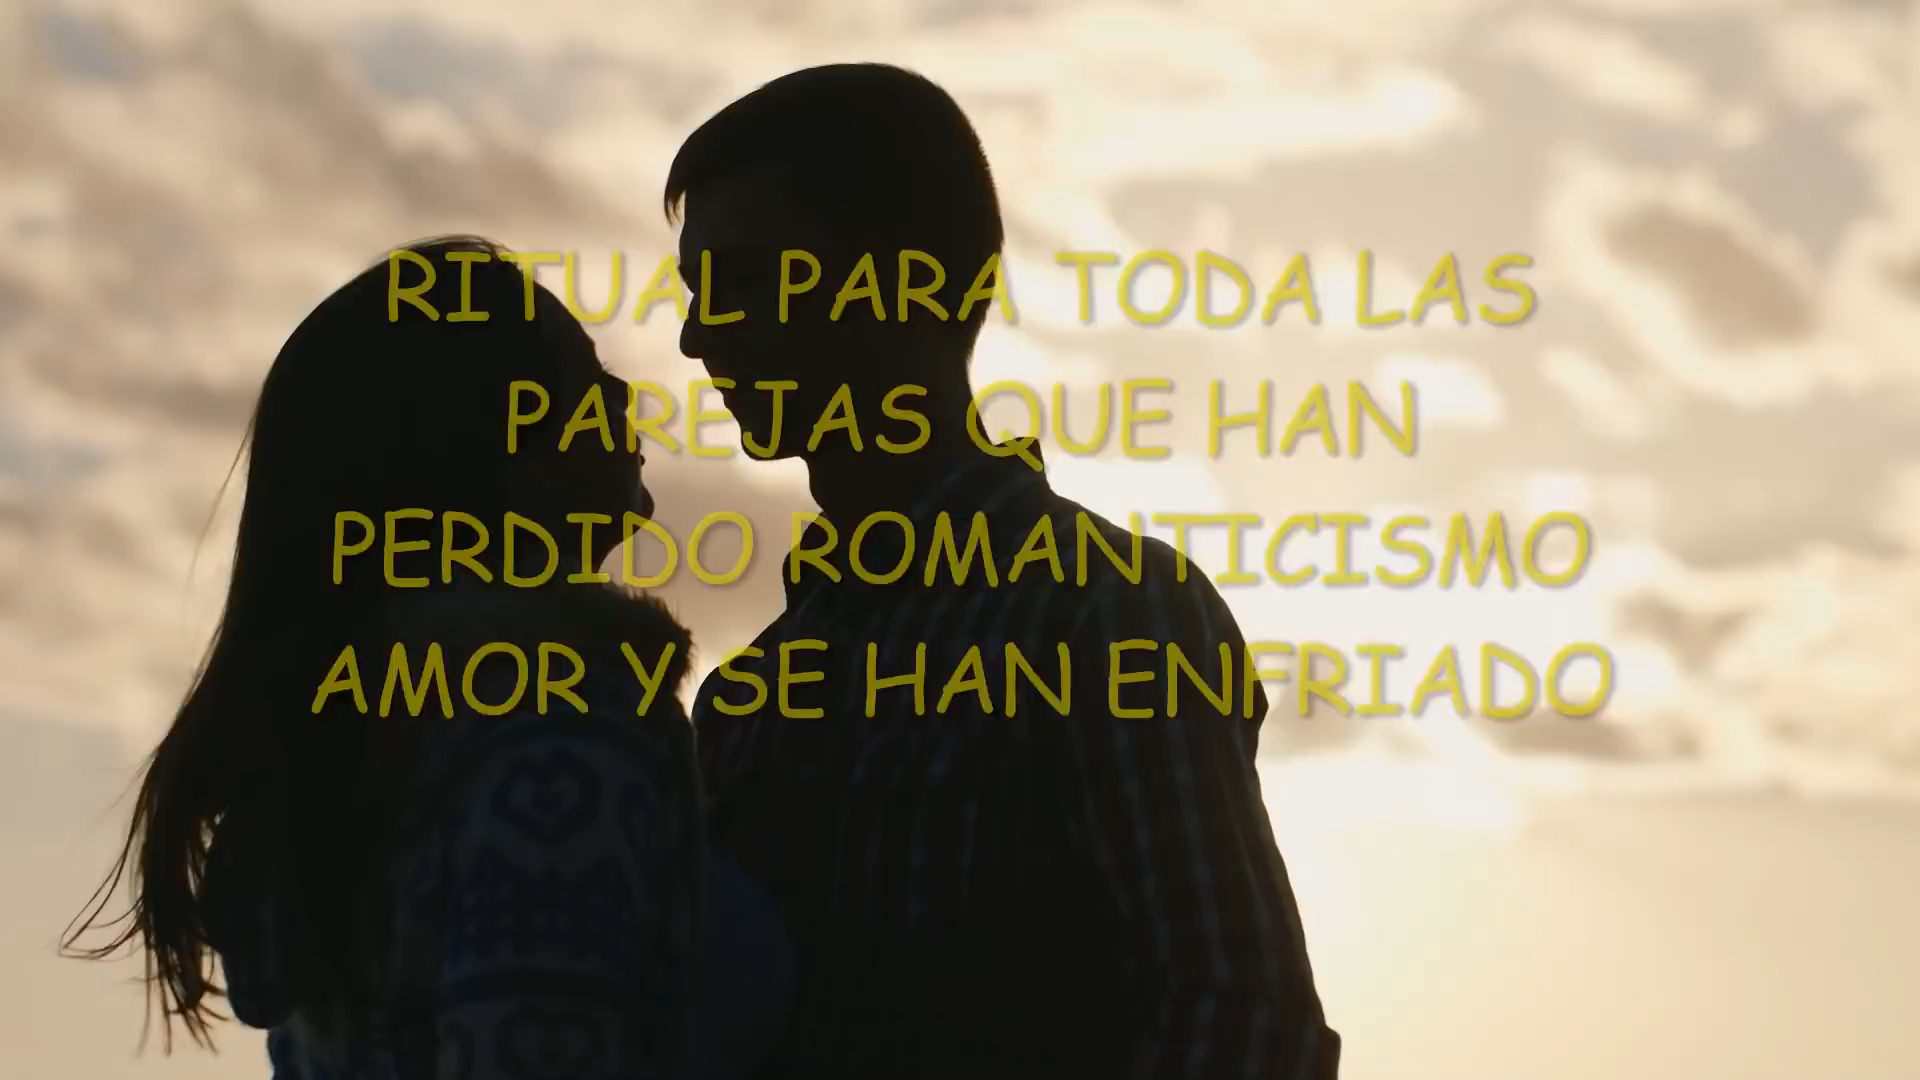 RITUAL PARA TODA LAS
PAREJAS QUE HAN
PERDIDO ROMANTICISMO
AMOR Y SE HAN ENFRIADO